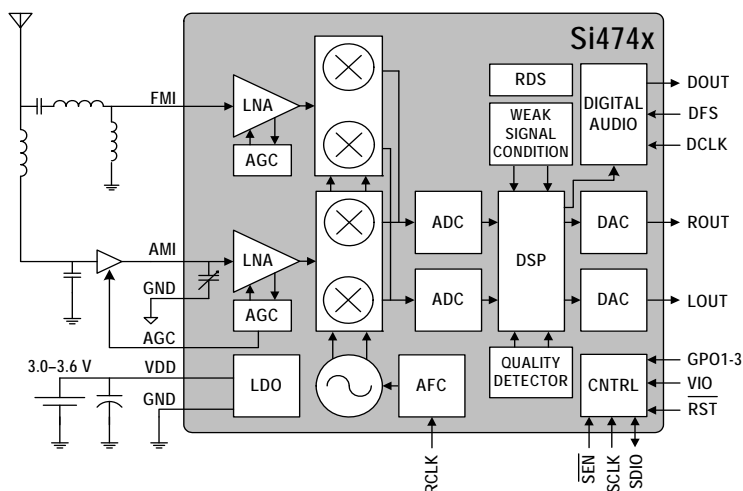 Si474x
FMI
LNA
AGC
RDS
WEAK
SIGNAL
CONDITION
DIGITAL
AUDIO
DOUT
DFS
DCLK
AMI
LNA
AGC
GND
AGC
ADC
ADC
DSP
DAC
DAC
ROUT
LOUT
3.0–3.6 V
VDD
GND
LDO
AFC
QUALITY
DETECTOR
CNTRL
GPO1-3
VIO
RST
RCLK
SEN
SCLK
SDIO